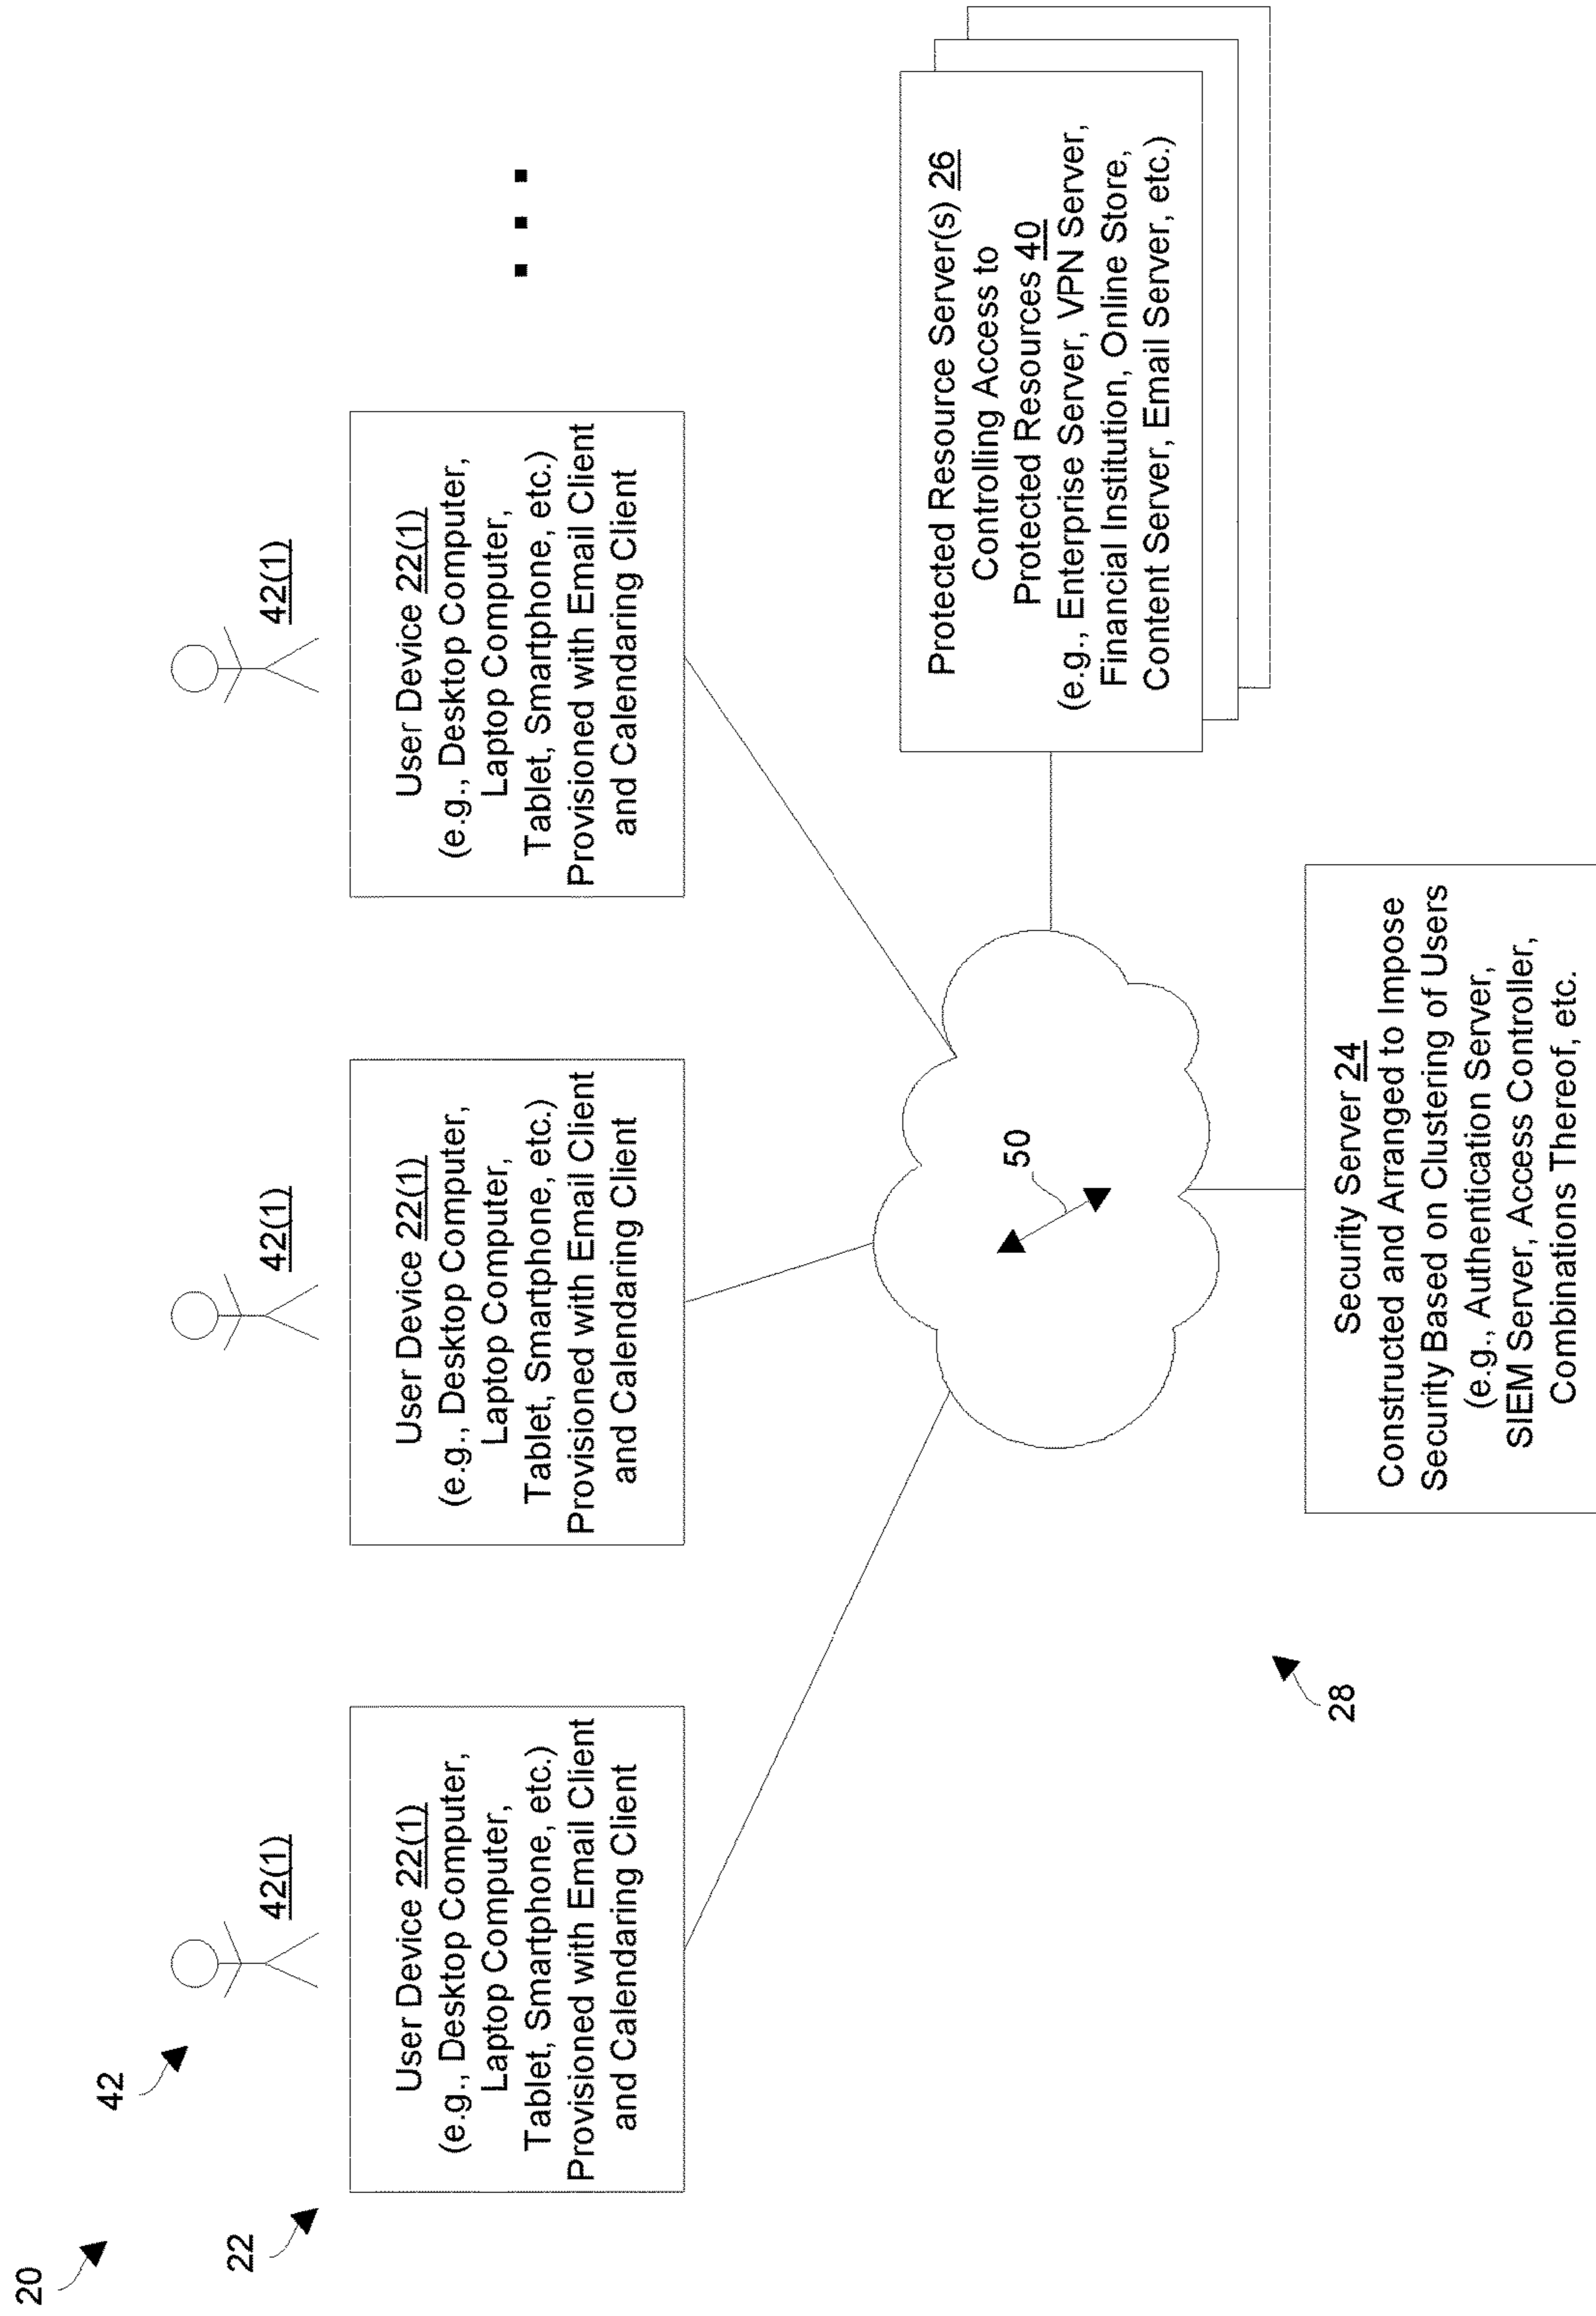 20
42
22
42(1)
User Device 22(1)
(e.g., Desktop Computer,
Laptop Computer,
Tablet, Smartphone, etc.)
Provisioned with Email Client
and Calendaring Client
42(1)
User Device 22(1)
(e.g., Desktop Computer,
Laptop Computer,
Tablet, Smartphone, etc.)
Provisioned with Email Client
and Calendaring Client
42(1)
User Device 22(1)
(e.g., Desktop Computer,
Laptop Computer,
Tablet, Smartphone, etc.)
Provisioned with Email Client
and Calendaring Client
50
Protected Resource Server(s) 26
Controlling Access to
Protected Resources 40
(e.g., Enterprise Server, VPN Server,
Financial Institution, Online Store,
Content Server, Email Server, etc.)
28
Security Server 24
Constructed and Arranged to Impose
Security Based on Clustering of Users
(e.g., Authentication Server,
SIEM Server, Access Controller,
Combinations Thereof, etc.